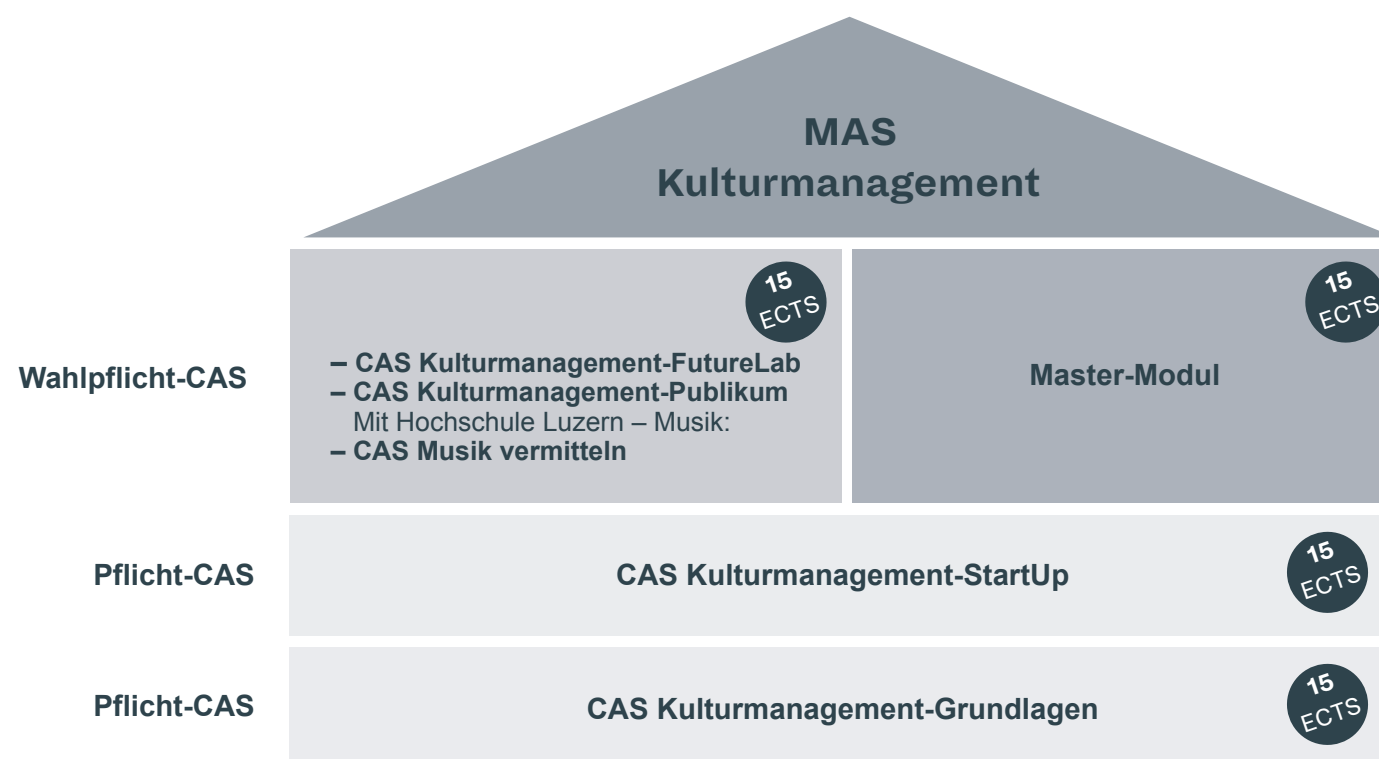 MAS
Kulturmanagement
Wahlpflicht-CAS
15
ECTS
– CAS Kulturmanagement-FutureLab
– CAS Kulturmanagement-Publikum
Mit Hochschule Luzern – Musik:
– CAS Musik vermitteln
15
ECTS
Master-Modul
Pflicht-CAS
CAS Kulturmanagement-StartUp
15
ECTS
Pflicht-CAS
CAS Kulturmanagement-Grundlagen
15
ECTS